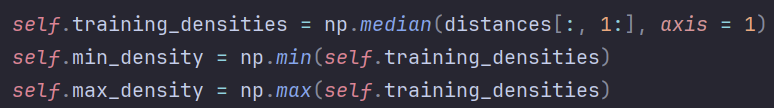 self.training_densities = np.median(distances[:, 1:], axis = 1)
self.min_density = np.min(self.training_densities)
self.max_density = np.max(self.training_densities)